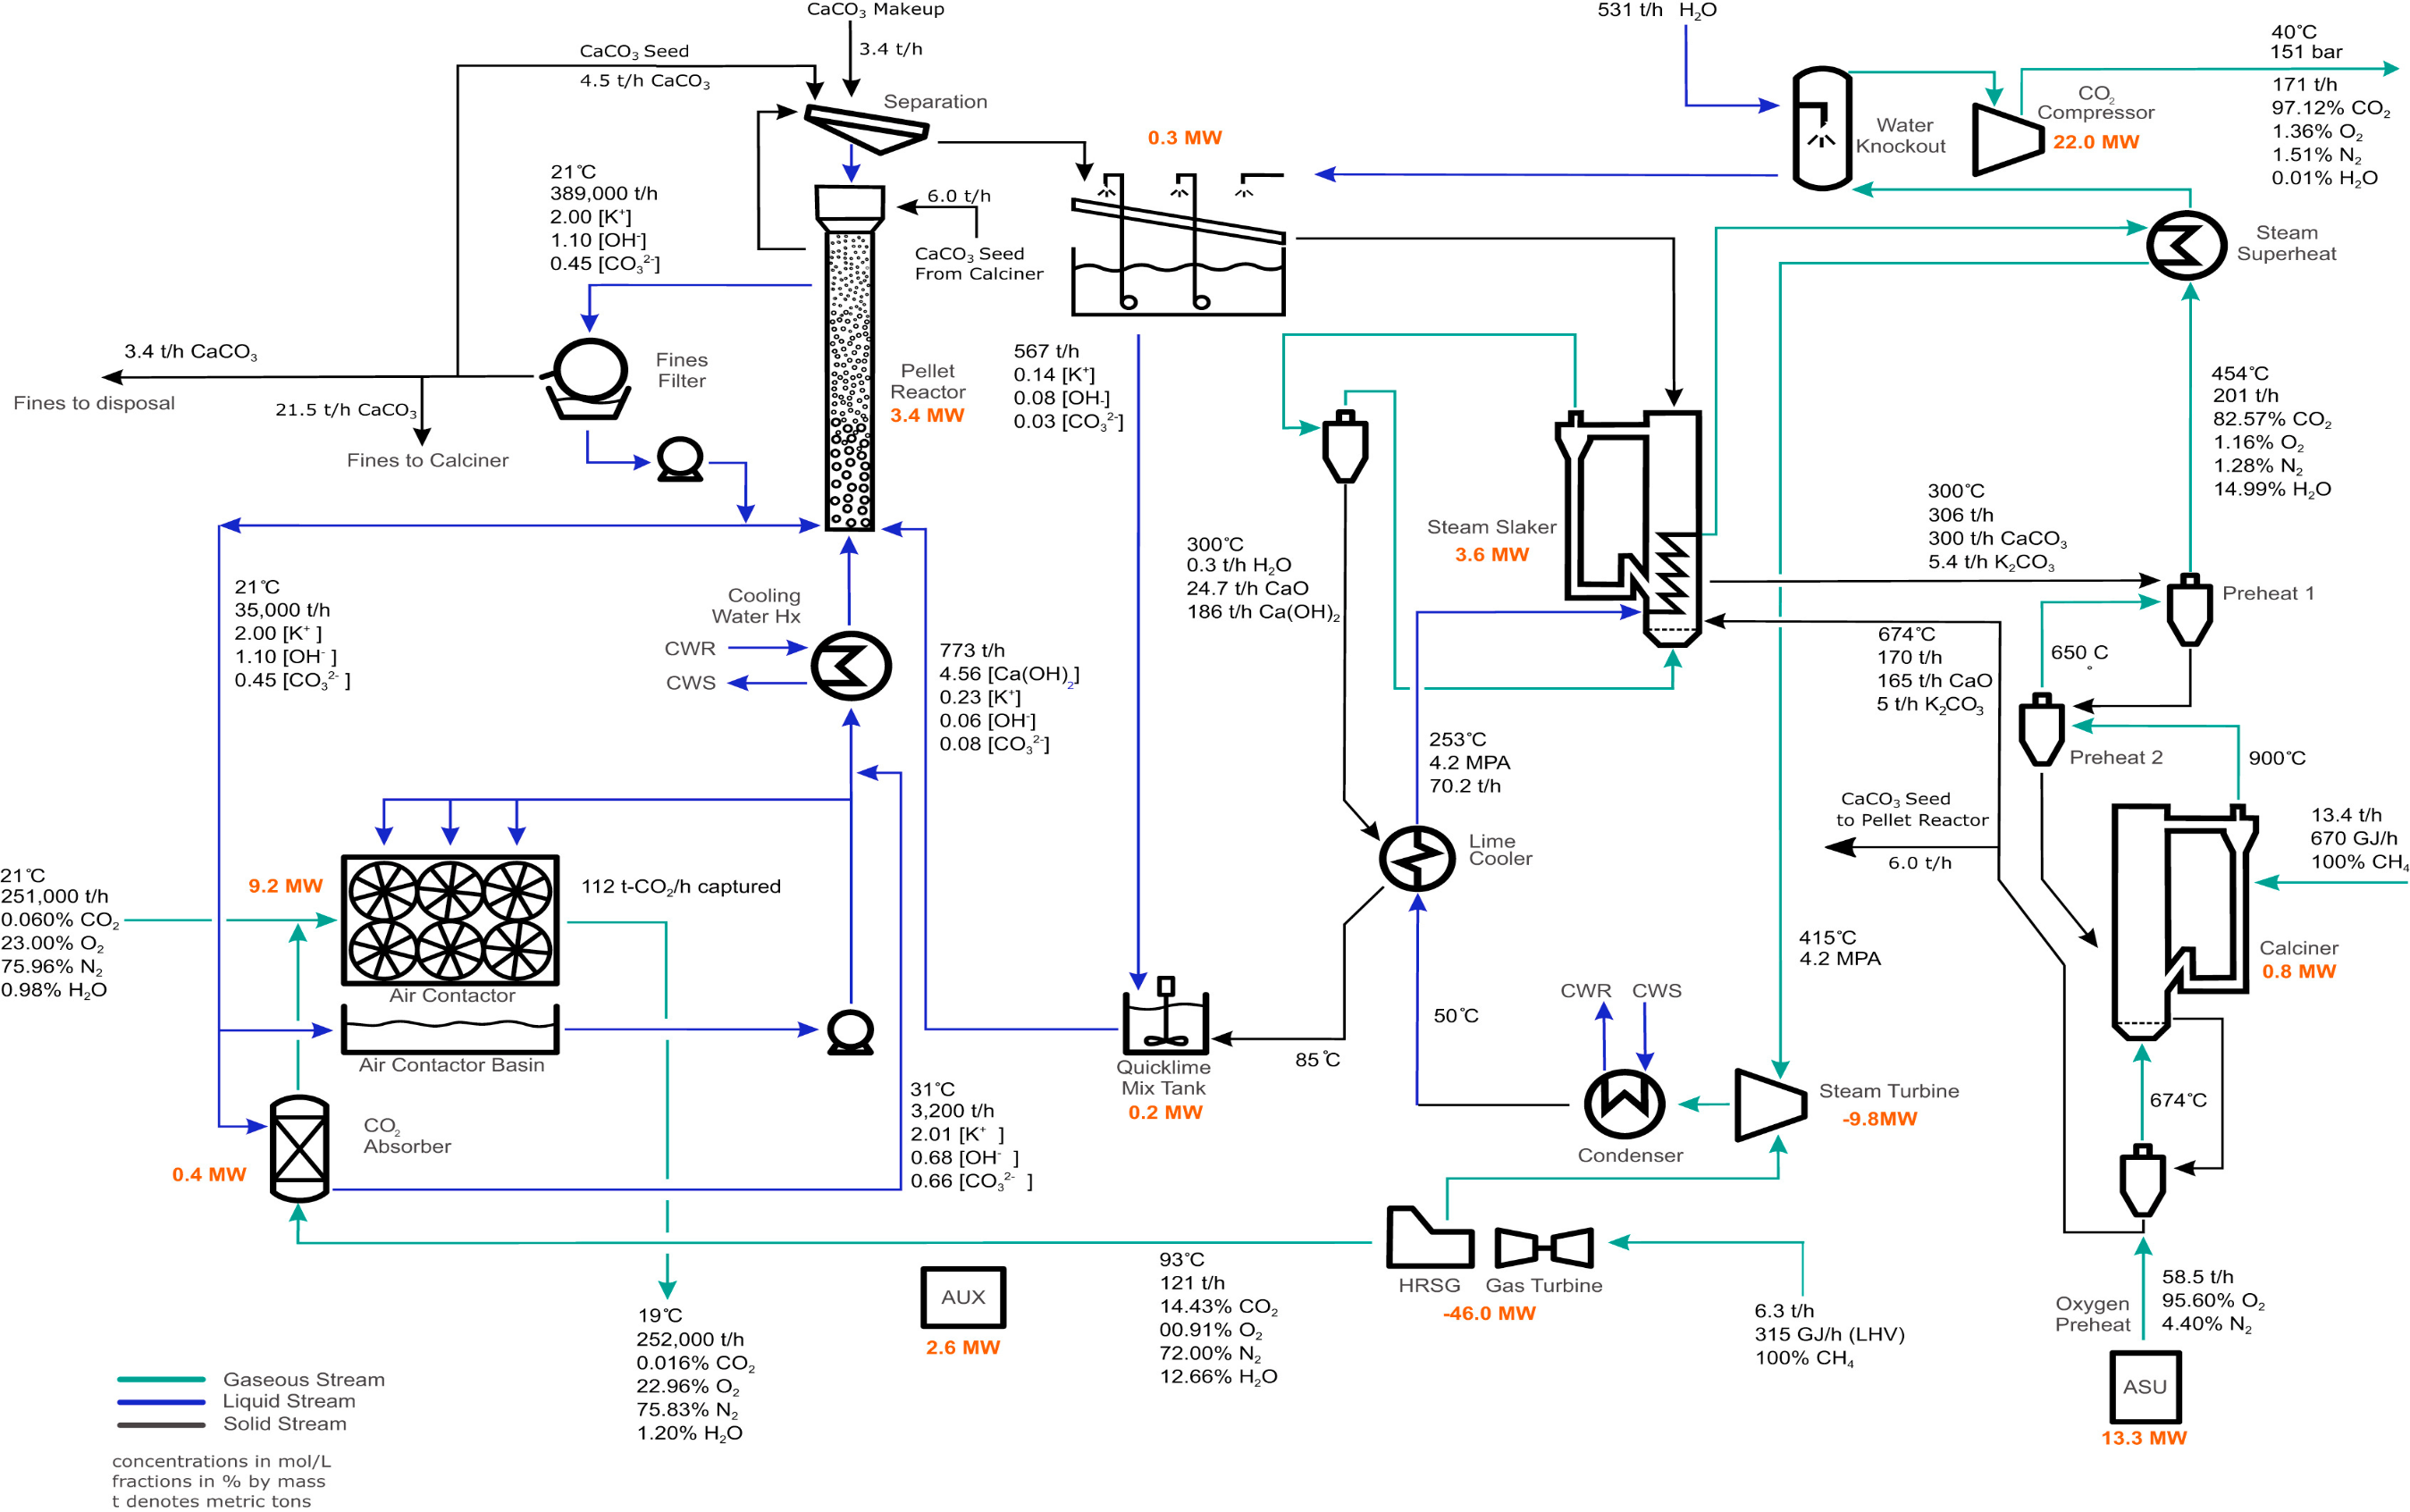 CaCO₃ Makeup
3.4 t/h
CaCO₃ Seed
4.5 t/h CaCO₃
Separation
21°C
389,000 t/h
2.00 [K⁺]
1.10 [OH⁻]
0.45 [CO₃²⁻]
6.0 t/h
CaCO₃ Seed
From Calciner
0.3 MW
531 t/h H₂O
Water
Knockout
CO₂
Compressor
22.0 MW
40°C
151 bar
171 t/h
97.12% CO₂
1.36% O₂
1.51% N₂
0.01% H₂O
Steam
Superheat
3.4 t/h CaCO₃
Fines to disposal
21.5 t/h CaCO₃
Fines to Calciner
Fines
Filter
Pellet
Reactor
3.4 MW
567 t/h
0.14 [K⁺]
0.08 [OH-]
0.03 [CO₃²⁻]
454°C
201 t/h
82.57% CO₂
1.16% O₂
1.28% N₂
14.99% H₂O
Steam Slaker
3.6 MW
300°C
306 t/h
300 t/h CaCO₃
5.4 t/h K₂CO₃
Preheat 1
300°C
0.3 t/h H₂O
24.7 t/h CaO
186 t/h Ca(OH)₂
21°C
35,000 t/h
2.00 [K⁺ ]
1.10 [OH⁻ ]
0.45 [CO₃²⁻ ]
Cooling
Water Hx
CWR
CWS
773 t/h
4.56 [Ca(OH)₂]
0.23 [K⁺]
0.06 [OH⁻]
0.08 [CO₃²⁻]
674°C
170 t/h
165 t/h CaO
5 t/h K₂CO₃
650 C
°
Preheat 2
900°C
253°C
4.2 MPA
70.2 t/h
Lime
Cooler
CaCO₃ Seed
to Pellet Reactor
6.0 t/h
13.4 t/h
670 GJ/h
100% CH₄
21°C
251,000 t/h
0.060% CO₂
23.00% O₂
75.96% N₂
0.98% H₂O
9.2 MW
112 t-CO₂/h captured
Air Contactor
Air Contactor Basin
415°C
4.2 MPA
Calciner
0.8 MW
CWR
CWS
50°C
85°C
Quicklime
Mix Tank
0.2 MW
Condenser
Steam Turbine
-9.8MW
674°C
CO₂
Absorber
0.4 MW
31°C
3,200 t/h
2.01 [K⁺ ]
0.68 [OH⁻ ]
0.66 [CO₃²⁻ ]
HRSG
Gas Turbine
-46.0 MW
93°C
121 t/h
14.43% CO₂
00.91% O₂
72.00% N₂
12.66% H₂O
6.3 t/h
315 GJ/h (LHV)
100% CH₄
Oxygen
Preheat
58.5 t/h
95.60% O₂
4.40% N₂
ASU
13.3 MW
AUX
2.6 MW
19°C
252,000 t/h
0.016% CO₂
22.96% O₂
75.83% N₂
1.20% H₂O
Gaseous Stream
Liquid Stream
Solid Stream
concentrations in mol/L
fractions in % by mass
t denotes metric tons